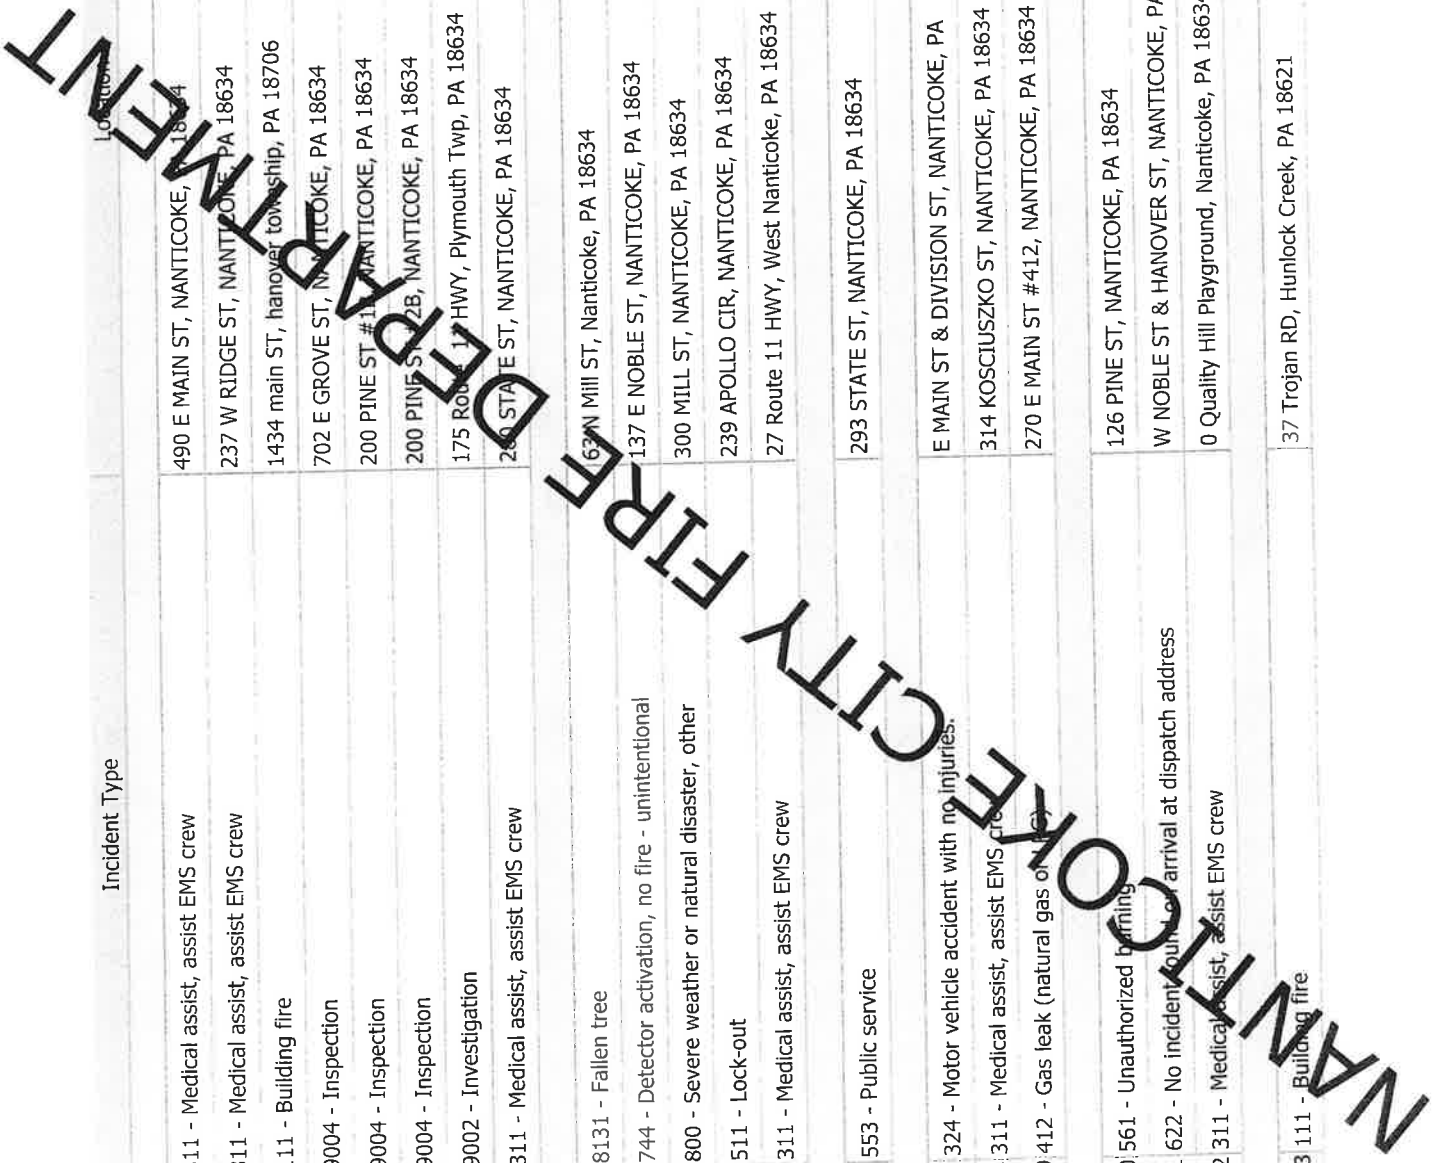 Incident Type Location
11 - Medical assist, assist EMS crew 490 E MAIN ST, NANTICOKE, 18634
311 - Medical assist, assist EMS crew 237 W RIDGE ST, NANTICOKE, PA 18634
111 - Building fire 1434 main ST, hanover township, PA 18706
9004 - Inspection 702 E GROVE ST, NANTICOKE, PA 18634
9004 - Inspection 200 PINE ST #1B, NANTICOKE, PA 18634
9004 - Inspection 200 PINE ST 2B, NANTICOKE, PA 18634
9002 - Investigation 175 Route 11 HWY, Plymouth Twp, PA 18634
311 - Medical assist, assist EMS crew STATE ST, NANTICOKE, PA 18634
8131 - Fallen tree 63 N Mill ST, Nanticoke, PA 18634
744 - Detector activation, no fire - unintentional 137 E NOBLE ST, NANTICOKE, PA 18634
800 - Severe weather or natural disaster, other 300 MILL ST, NANTICOKE, PA 18634
511 - Lock-out 239 APOLLO CIR, NANTICOKE, PA 18634
311 - Medical assist, assist EMS crew 27 Route 11 HWY, West Nanticoke, PA 18634
553 - Public service 293 STATE ST, NANTICOKE, PA 18634
324 - Motor vehicle accident with no injuries. E MAIN ST & DIVISION ST, NANTICOKE, PA
311 - Medical assist, assist EMS crew 314 KOSCIUSZKO ST, NANTICOKE, PA 18634
412 - Gas leak (natural gas or LPG) 270 E MAIN ST #412, NANTICOKE, PA 18634
561 - Unauthorized burning 126 PINE ST, NANTICOKE, PA 18634
622 - No incident found on arrival at dispatch address W NOBLE ST & HANOVER ST, NANTICOKE, PA
311 - Medical assist, assist EMS crew 0 Quality Hill Playground, Nanticoke, PA 18634
111 - Building fire 37 Trojan RD, Hunlock Creek, PA 18621
NANTICOKE CITY FIRE DEPARTMENT